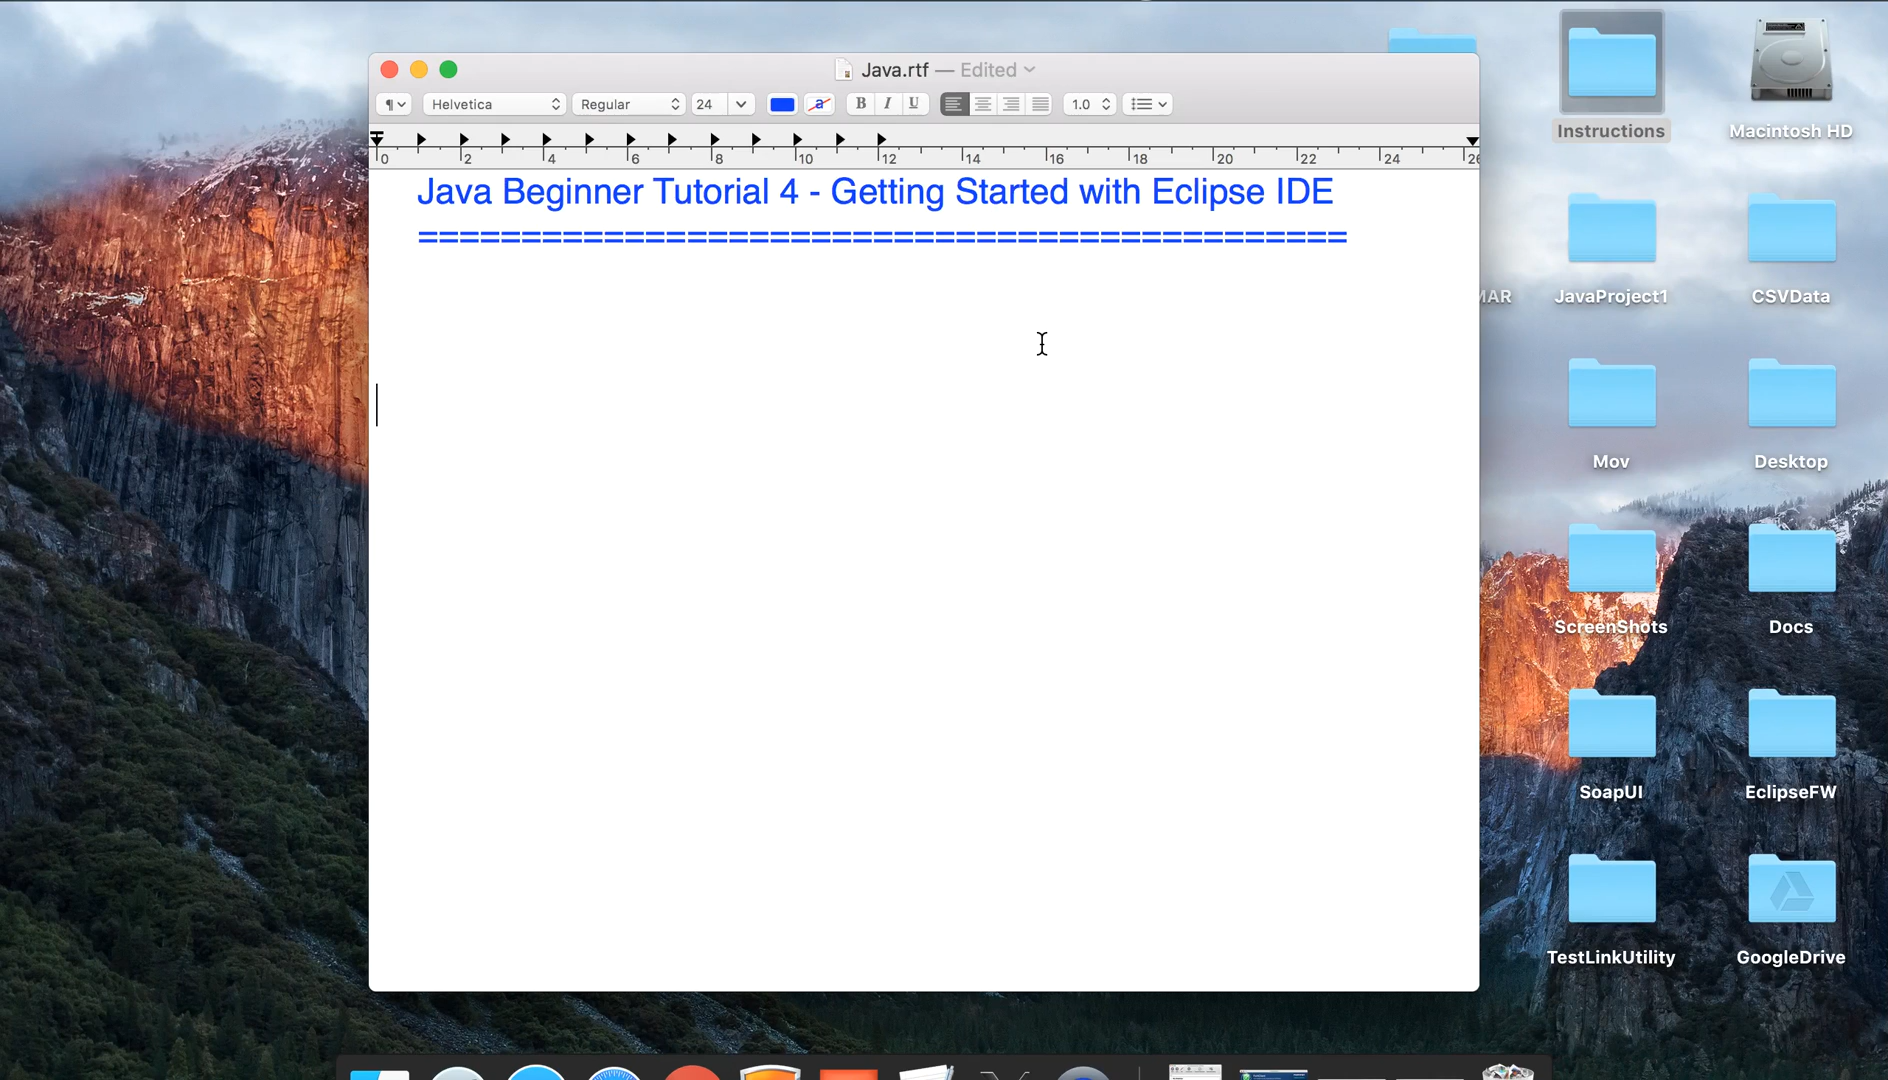 Java.rtf — Edited
¶ Helvetica Regular 24 a B I U 1.0
0 2 4 6 8 10 12 14 16 18 20 22 24
Java Beginner Tutorial 4 - Getting Started with Eclipse IDE
=============================================
Instructions
Macintosh HD
MAR
JavaProject1
CSVData
Mov
Desktop
ScreenShots
Docs
SoapUI
EclipseFW
TestLinkUtility
GoogleDrive